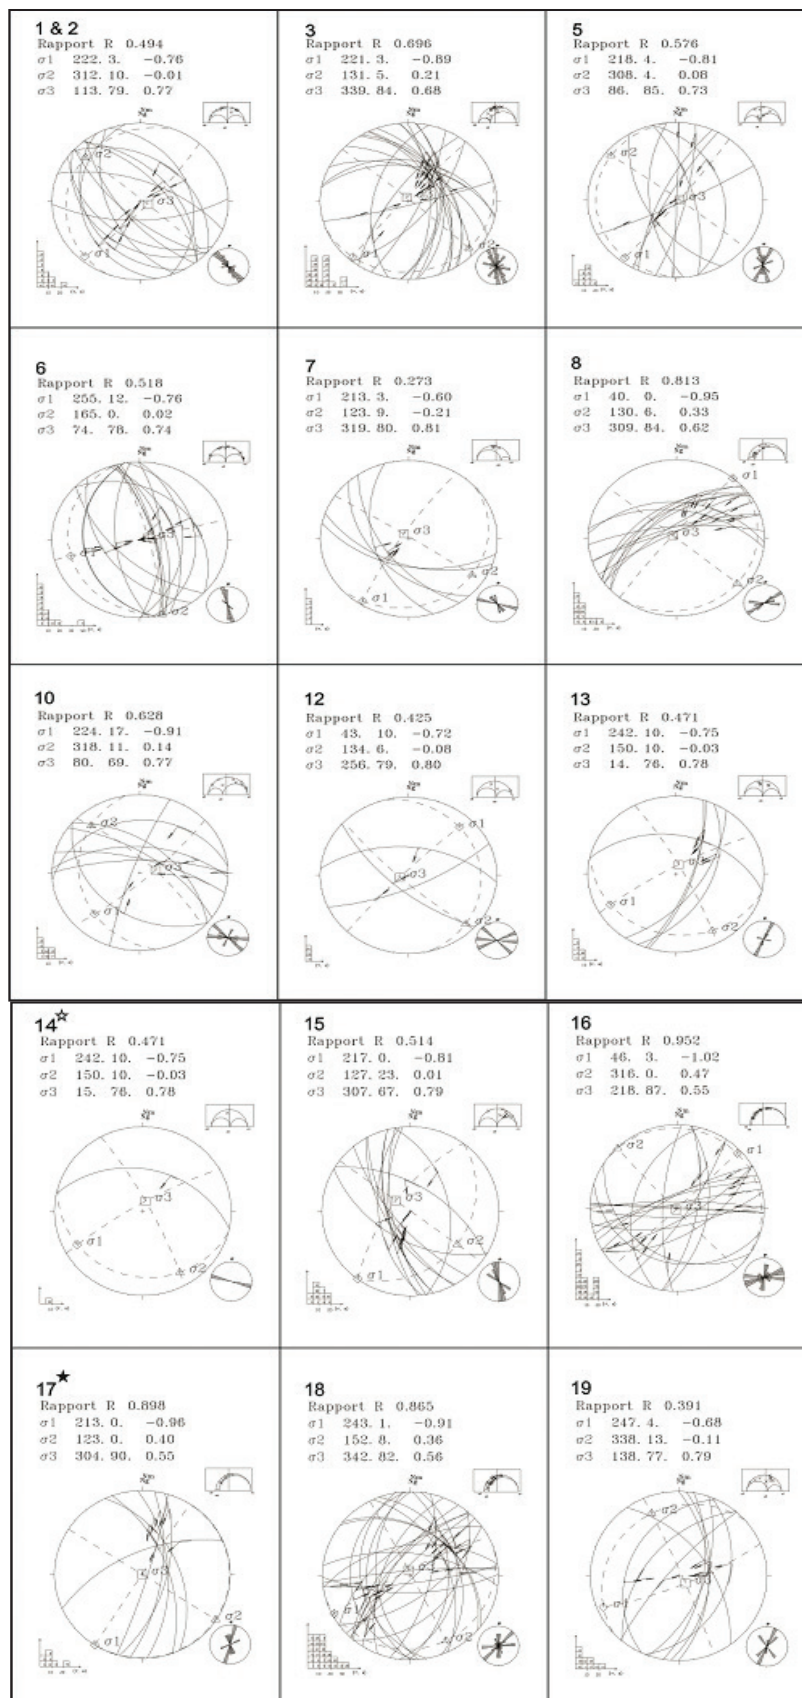 1 & 2
Rapport R 0.494
σ1 222. 3. -0.76
σ2 312. 10. -0.01
σ3 113. 79. 0.77
σ2
σ3
σ1
3
Rapport R 0.696
σ1 221. 3. -0.89
σ2 131. 5. 0.21
σ3 339. 84. 0.68
σ1
σ2
5
Rapport R 0.576
σ1 218. 4. -0.81
σ2 308. 4. 0.08
σ3 86. 85. 0.73
σ2
σ3
σ1
6
Rapport R 0.518
σ1 255. 12. -0.76
σ2 165. 0. 0.02
σ3 74. 78. 0.74
σ3
σ1
σ2
7
Rapport R 0.273
σ1 213. 3. -0.60
σ2 123. 9. -0.21
σ3 319. 80. 0.81
σ3
σ2
σ1
8
Rapport R 0.813
σ1 40. 0. -0.95
σ2 130. 6. 0.33
σ3 309. 84. 0.62
σ1
σ3
σ2
10
Rapport R 0.628
σ1 224. 17. -0.91
σ2 318. 11. 0.14
σ3 80. 69. 0.77
σ2
σ3
σ1
12
Rapport R 0.425
σ1 43. 10. -0.72
σ2 134. 6. -0.08
σ3 256. 79. 0.80
σ1
σ3
σ2
13
Rapport R 0.471
σ1 242. 10. -0.75
σ2 150. 10. -0.03
σ3 14. 76. 0.78
σ3
σ1
σ2
14☆
Rapport R 0.471
σ1 242. 10. -0.75
σ2 150. 10. -0.03
σ3 15. 76. 0.78
σ3
σ1
σ2
15
Rapport R 0.514
σ1 217. 0. -0.81
σ2 127. 23. 0.01
σ3 307. 67. 0.79
σ3
σ2
σ1
16
Rapport R 0.952
σ1 46. 3. -1.02
σ2 316. 0. 0.47
σ3 218. 87. 0.55
σ2
σ1
σ3
17★
Rapport R 0.898
σ1 213. 0. -0.96
σ2 123. 0. 0.40
σ3 304. 90. 0.55
σ3
σ2
σ1
18
Rapport R 0.865
σ1 243. 1. -0.91
σ2 152. 8. 0.36
σ3 342. 82. 0.56
σ1
σ2
19
Rapport R 0.391
σ1 247. 4. -0.68
σ2 338. 13. -0.11
σ3 138. 77. 0.79
σ2
σ1